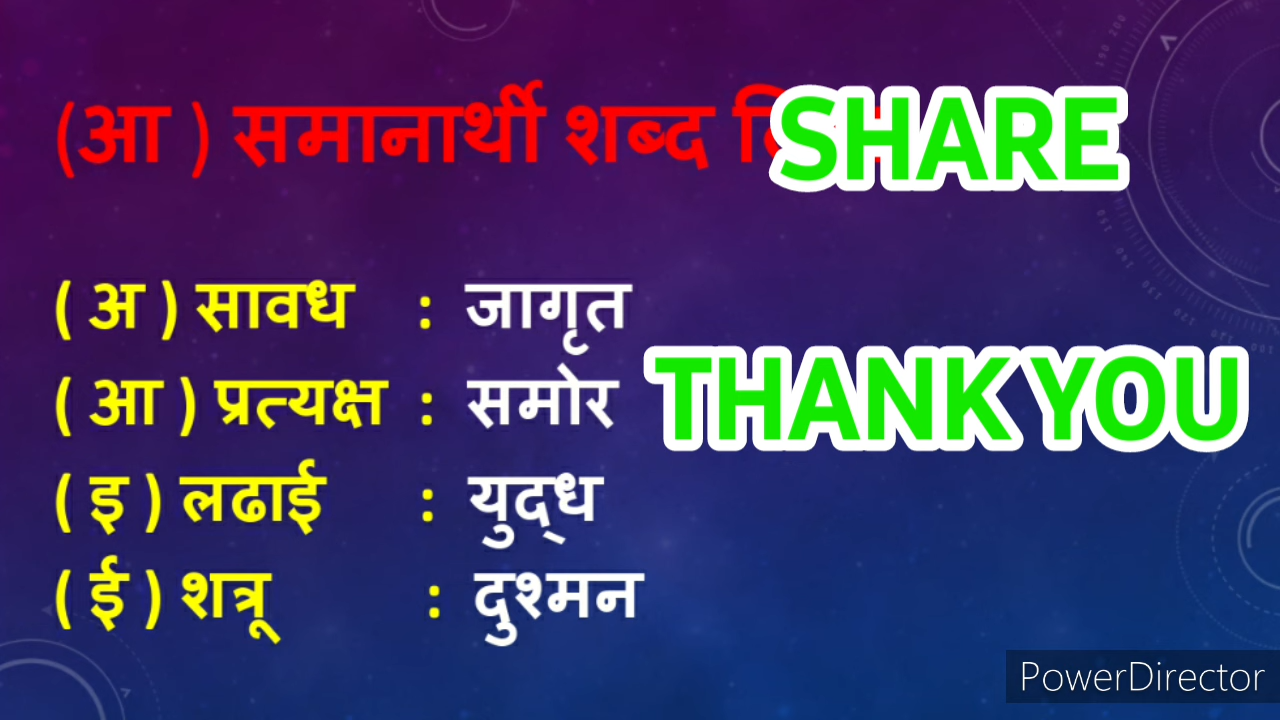 (आ ) समानार्थी शब्द
SHARE
( अ ) सावध : जागृत
( आ ) प्रत्यक्ष : समोर
THANK YOU
( इ ) लढाई : युद्ध
( ई ) शत्रू : दुश्मन
PowerDirector